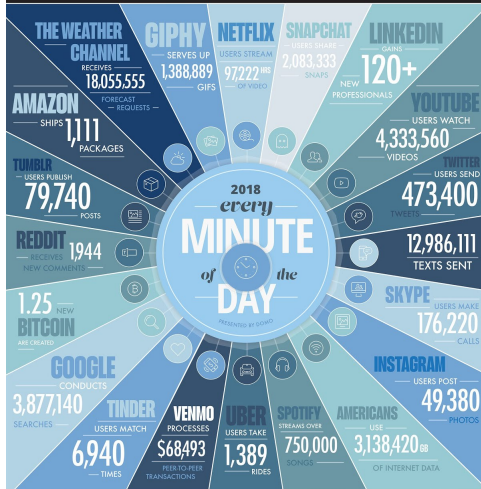 2018
every
MINUTE
of the
DAY
PRESENTED BY DOMO
THE WEATHER
CHANNEL
RECEIVES
18,055,555
FORECAST
REQUESTS
GIPHY
SERVES UP
1,388,889
GIFS
NETFLIX
USERS STREAM
97,222 HRS
OF VIDEO
SNAPCHAT
USERS SHARE
2,083,333
SNAPS
LINKEDIN
GAINS
NEW 120+
PROFESSIONALS
YOUTUBE
USERS WATCH
4,333,560
VIDEOS
TWITTER
USERS SEND
473,400
TWEETS
12,986,111
TEXTS SENT
SKYPE
USERS MAKE
176,220
CALLS
INSTAGRAM
USERS POST
49,380
PHOTOS
AMERICANS
USE
3,138,420 GB
OF INTERNET DATA
SPOTIFY
STREAMS OVER
750,000
SONGS
UBER
USERS TAKE
1,389
RIDES
VENMO
PROCESSES
$68,493
PEER-TO-PEER
TRANSACTIONS
TINDER
USERS MATCH
6,940
TIMES
GOOGLE
CONDUCTS
3,877,140
SEARCHES
1.25 NEW
BITCOIN
ARE CREATED
REDDIT
RECEIVES 1,944
NEW COMMENTS
TUMBLR
USERS PUBLISH
79,740
POSTS
AMAZON
SHIPS 1,111
PACKAGES